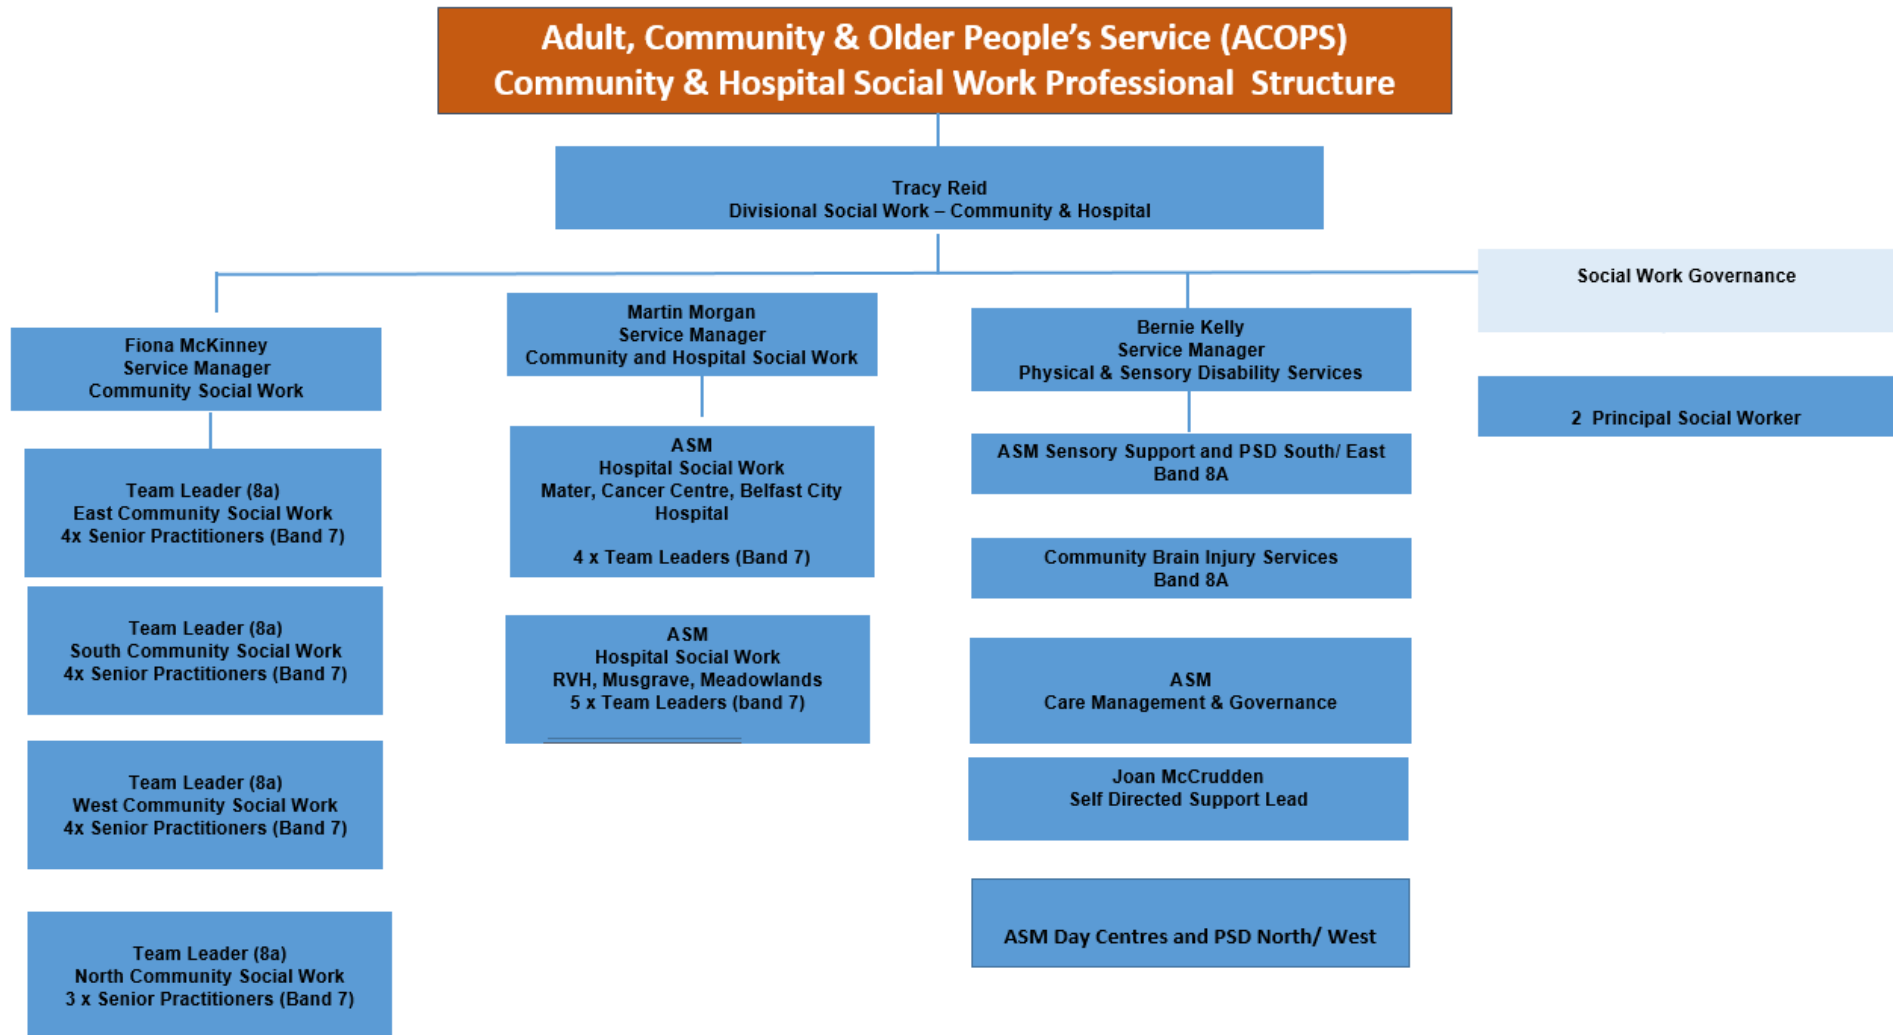 Adult, Community & Older People's Service (ACOPS)
Community & Hospital Social Work Professional Structure
Tracy Reid
Divisional Social Work – Community & Hospital
Social Work Governance
2 Principal Social Worker
Fiona McKinney
Service Manager
Community Social Work
Team Leader (8a)
East Community Social Work
4x Senior Practitioners (Band 7)
Team Leader (8a)
South Community Social Work
4x Senior Practitioners (Band 7)
Team Leader (8a)
West Community Social Work
4x Senior Practitioners (Band 7)
Team Leader (8a)
North Community Social Work
3 x Senior Practitioners (Band 7)
Martin Morgan
Service Manager
Community and Hospital Social Work
ASM
Hospital Social Work
Mater, Cancer Centre, Belfast City
Hospital
4 x Team Leaders (Band 7)
ASM
Hospital Social Work
RVH, Musgrave, Meadowlands
5 x Team Leaders (band 7)
Bernie Kelly
Service Manager
Physical & Sensory Disability Services
ASM Sensory Support and PSD South/ East
Band 8A
Community Brain Injury Services
Band 8A
ASM
Care Management & Governance
Joan McCrudden
Self Directed Support Lead
ASM Day Centres and PSD North/ West